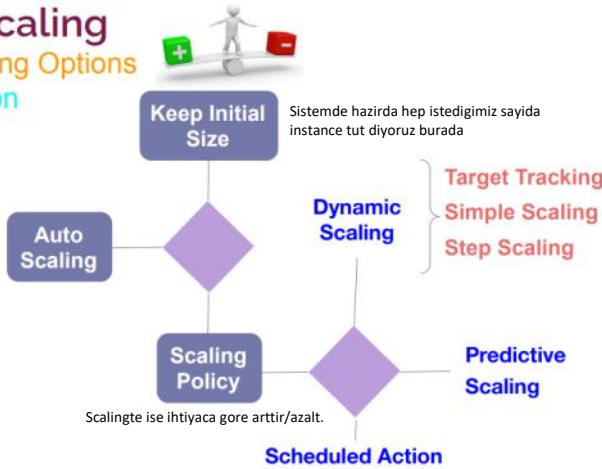 caling
ng Options
n
Keep Initial
Size
Sistemde hazirda hep istedigimiz sayida
instance tut diyoruz burada
Auto
Scaling
Dynamic
Scaling
Target Tracking
Simple Scaling
Step Scaling
Scaling
Policy
Scalingte ise ihtiyaca gore arttir/azalt.
Predictive
Scaling
Scheduled Action